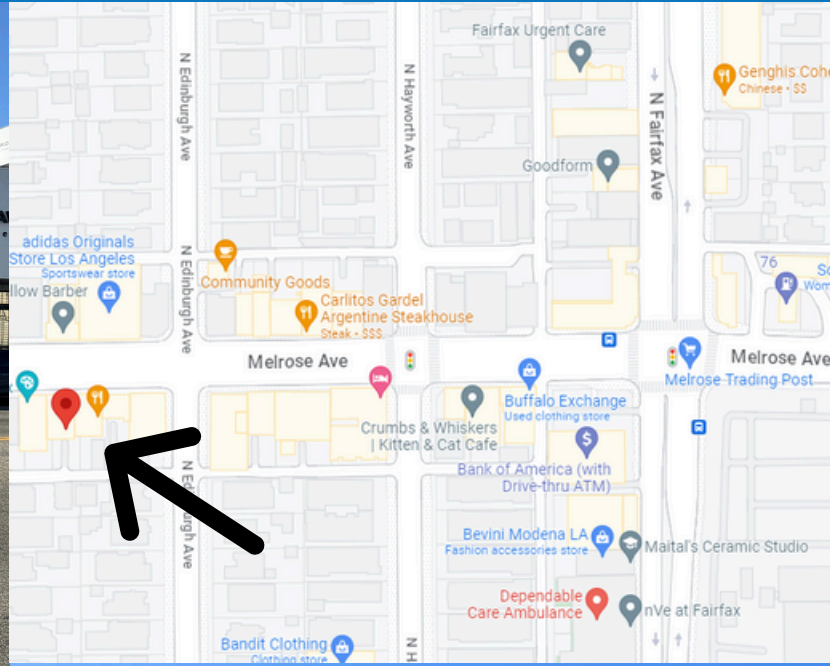 Fairfax Urgent Care
N Edinburgh Ave
N Hayworth Ave
N Fairfax Ave
Chinese • $$
Goodform
adidas Originals
Store Los Angeles
Sportswear store
Barber
N Edinburgh Ave
Community Goods
Carlitos Gardel
Argentine Steakhouse
Steak • $$$
76
Melrose Ave
Melrose Ave
Melrose Trading Post
Buffalo Exchange
Used clothing store
Crumbs & Whiskers
| Kitten & Cat Cafe
Bank of America (with
Drive-thru ATM)
Bevini Modena LA
Fashion accessories store
Maital's Ceramic Studio
Dependable
Care Ambulance
nVe at Fairfax
Bandit Clothing
Clothing store
N